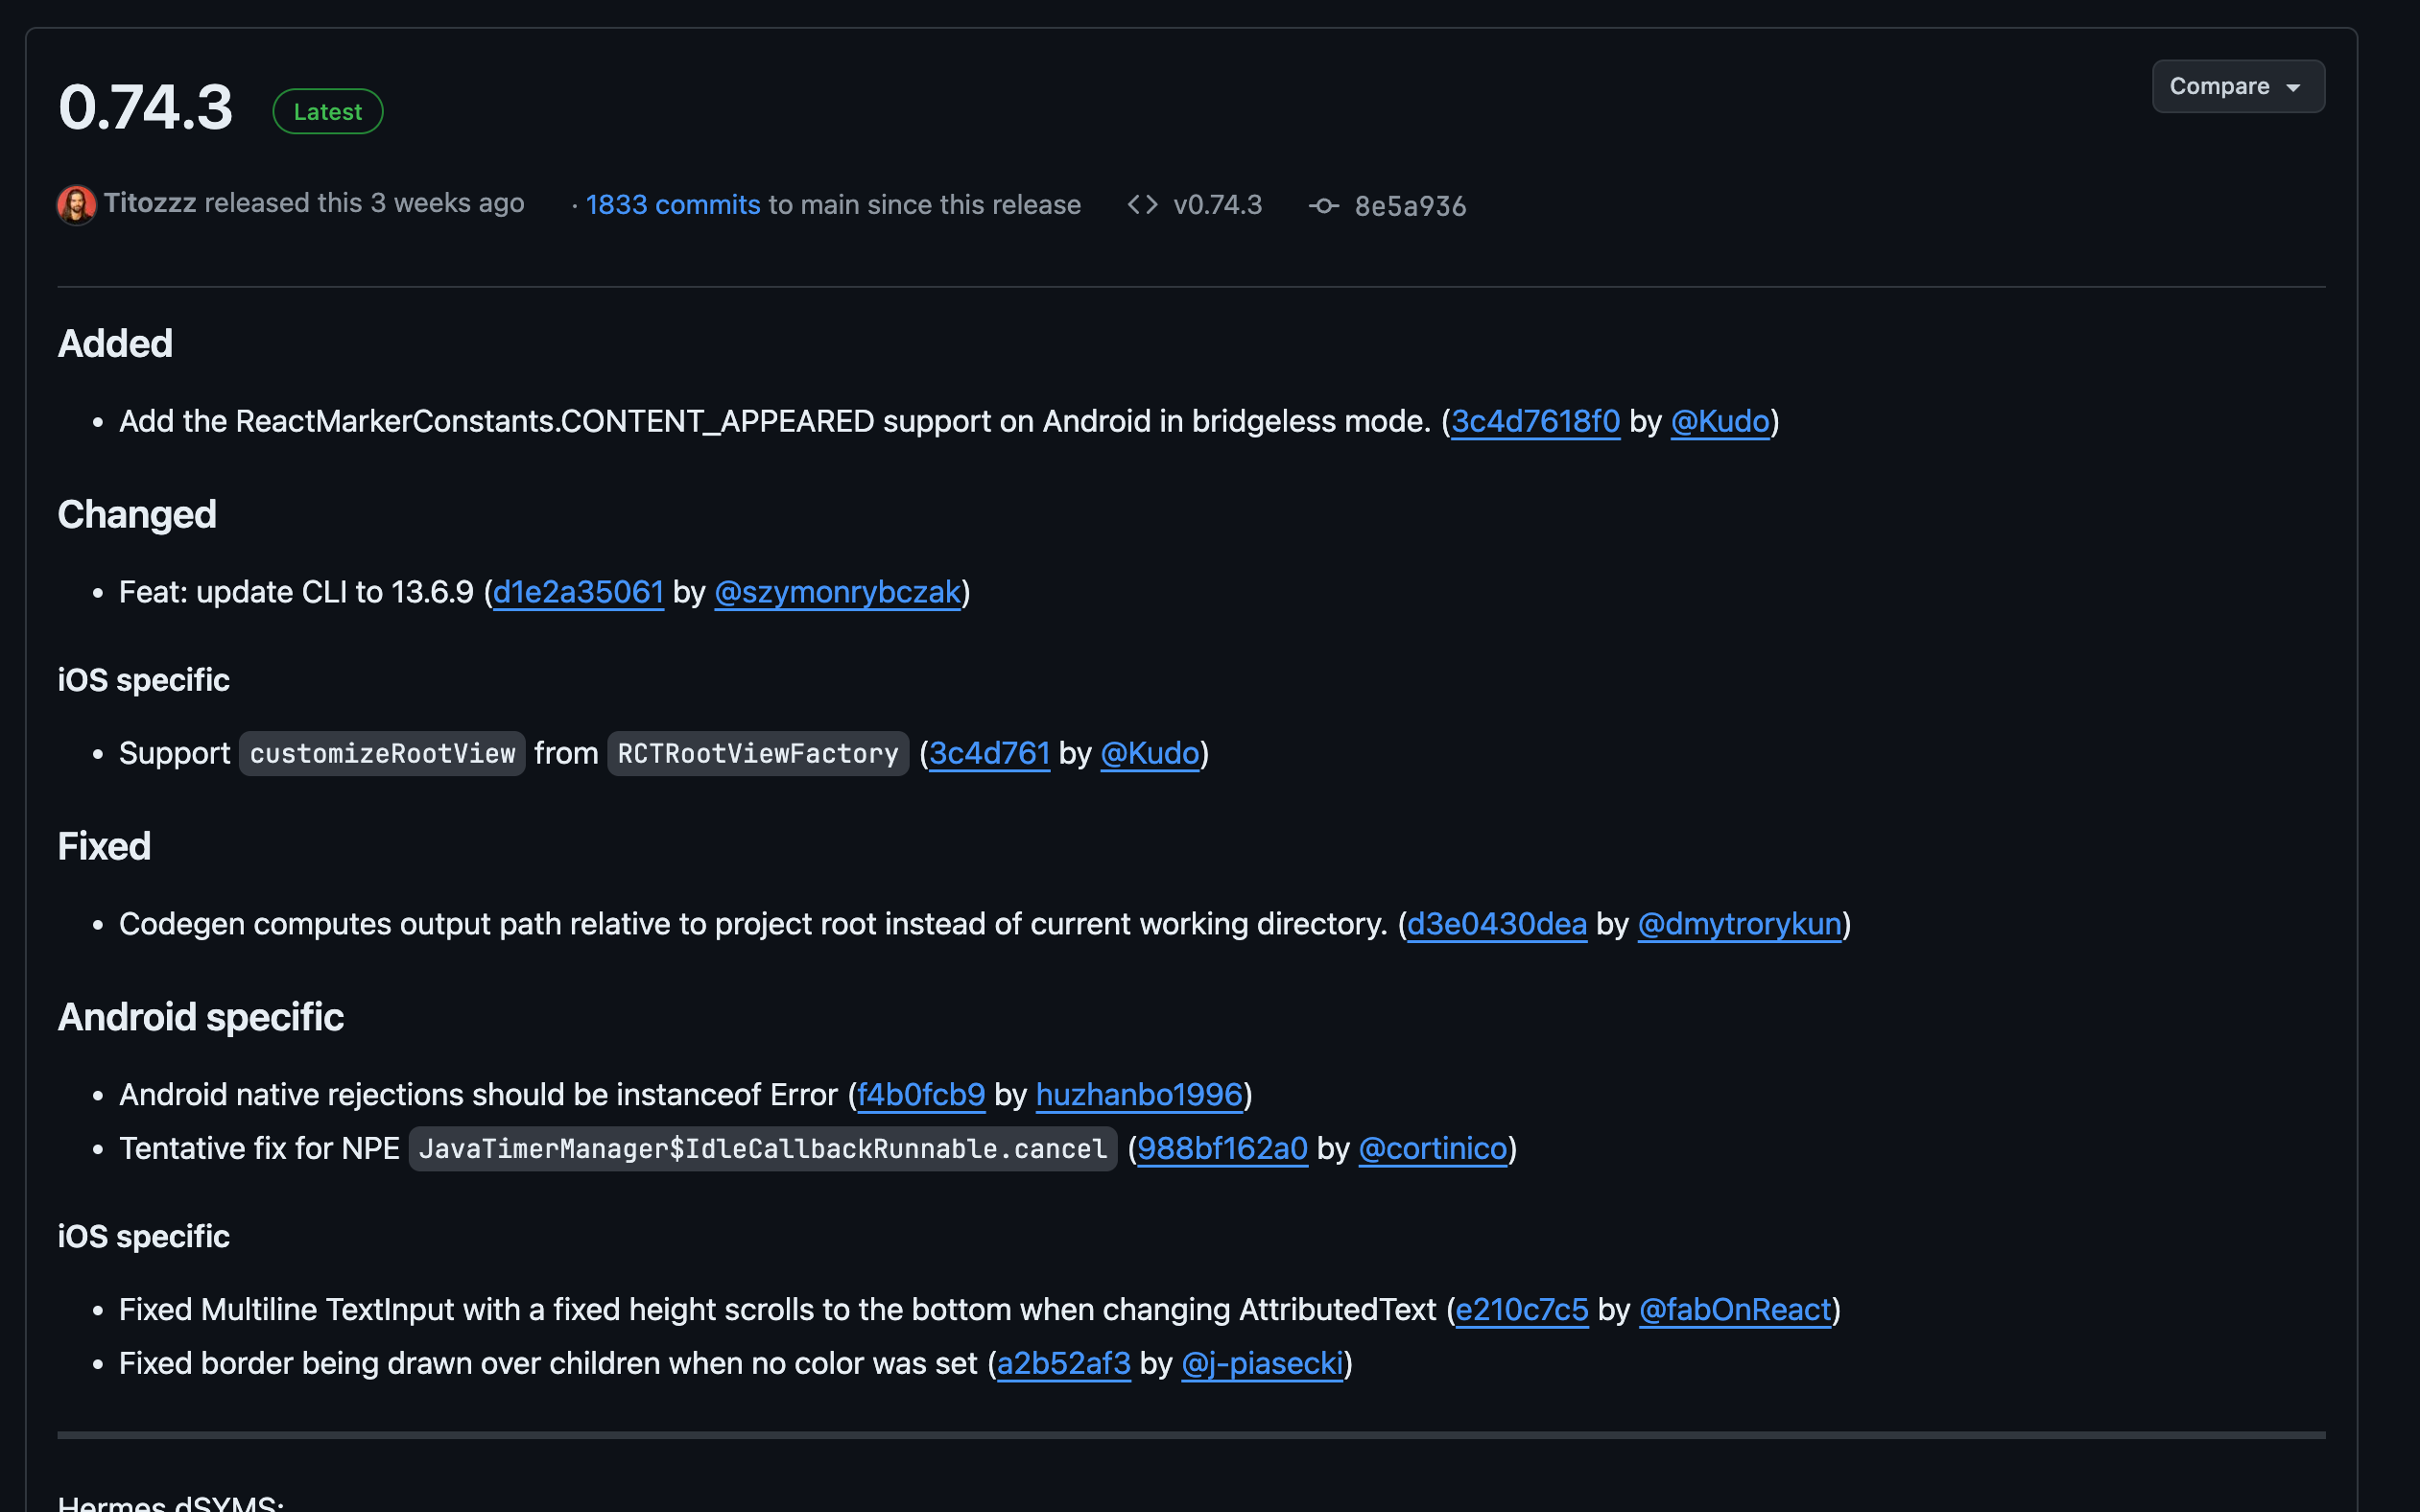 0.74.3 Latest Compare
Titozzz released this 3 weeks ago · 1833 commits to main since this release v0.74.3 8e5a936
Added
• Add the ReactMarkerConstants.CONTENT_APPEARED support on Android in bridgeless mode. (3c4d7618f0 by @Kudo)
Changed
• Feat: update CLI to 13.6.9 (d1e2a35061 by @szymonrybczak)
iOS specific
• Support customizeRootView from RCTRootViewFactory (3c4d761 by @Kudo)
Fixed
• Codegen computes output path relative to project root instead of current working directory. (d3e0430dea by @dmytrorykun)
Android specific
• Android native rejections should be instanceof Error (f4b0fcb9 by huzhanbo1996)
• Tentative fix for NPE JavaTimerManager$IdleCallbackRunnable.cancel (988bf162a0 by @cortinico)
iOS specific
• Fixed Multiline TextInput with a fixed height scrolls to the bottom when changing AttributedText (e210c7c5 by @fabOnReact)
• Fixed border being drawn over children when no color was set (a2b52af3 by @j-piasecki)
Hermes dSYMS: